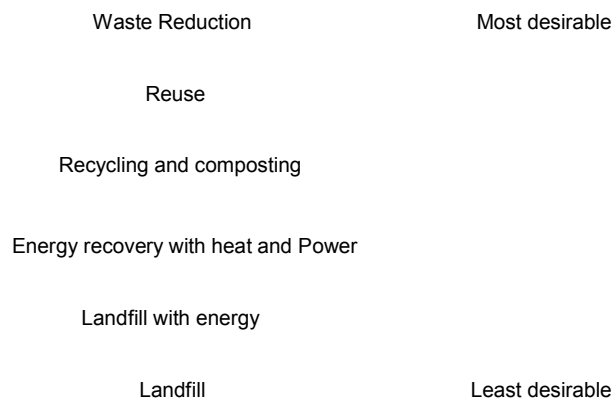 Waste Reduction Most desirable
Reuse
Recycling and composting
Energy recovery with heat and Power
Landfill with energy
Landfill Least desirable